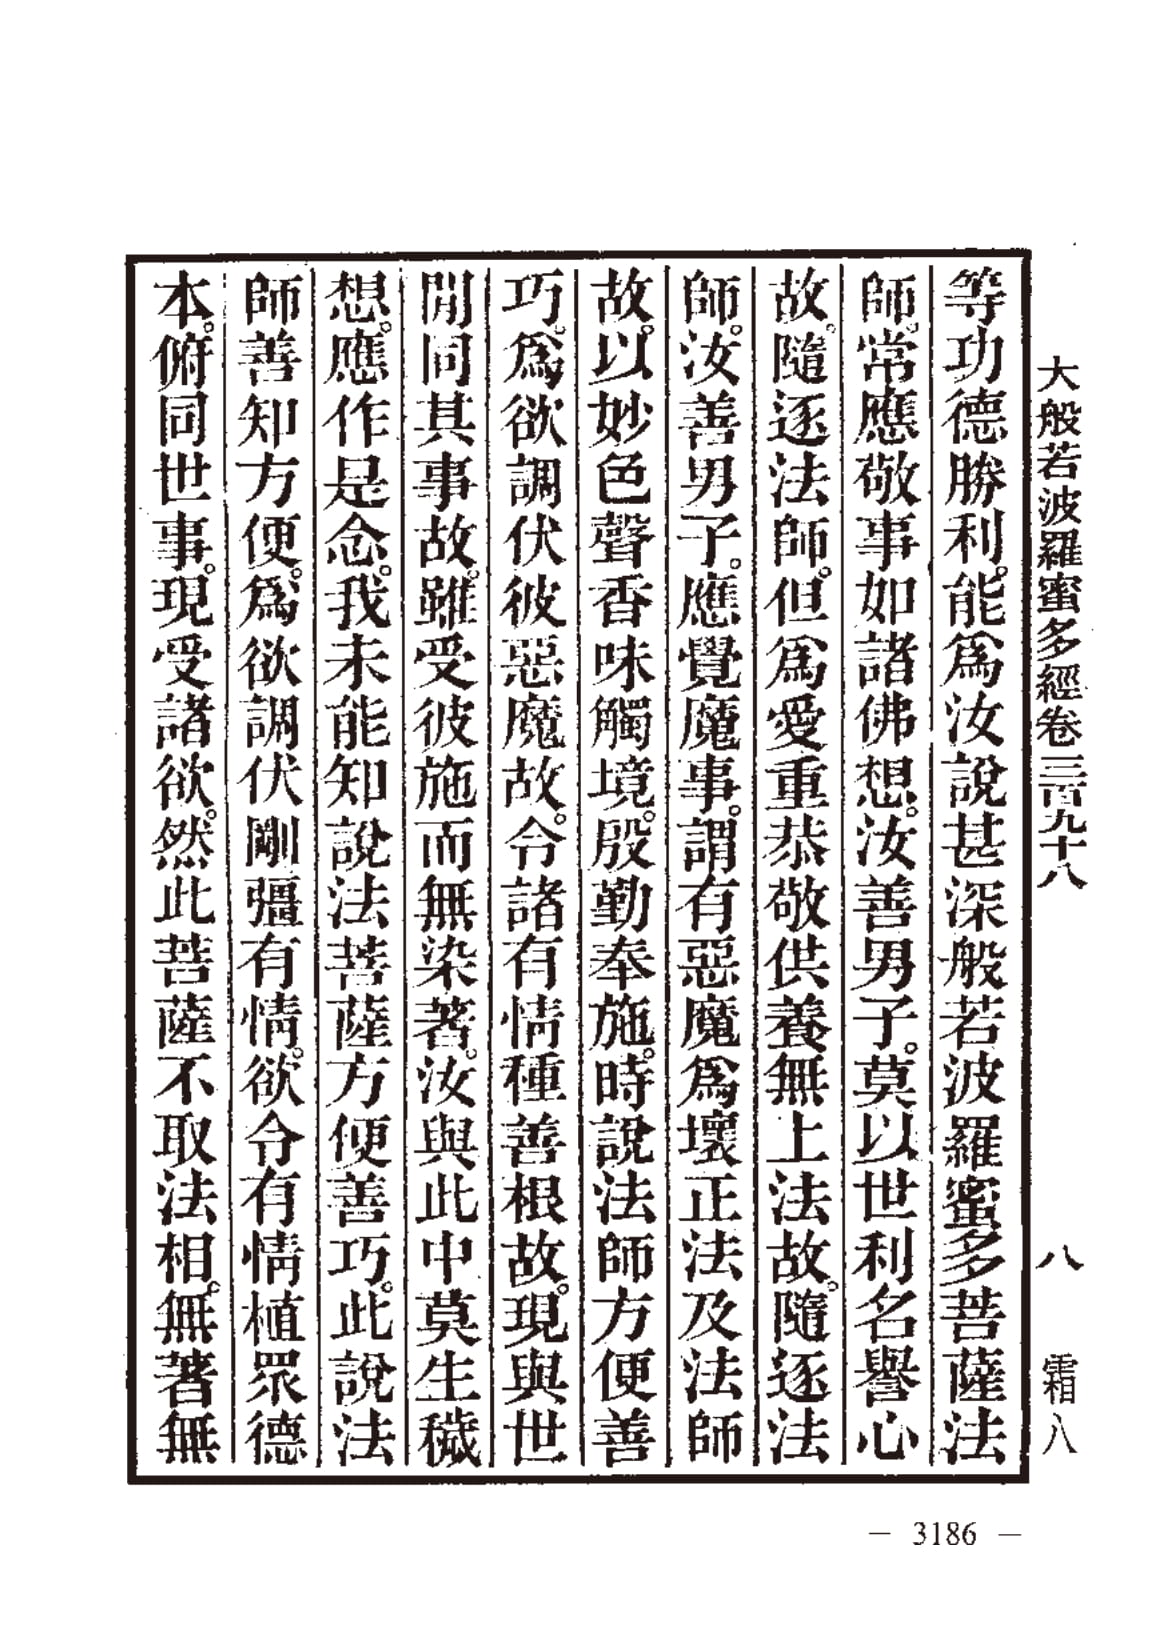 大般若波羅蜜多經卷三百九十八 八
等功德勝利。能爲汝說甚深般若波羅蜜多菩薩法
師。常應敬事如諸佛想。汝善男子。莫以世利名譽心
故。隨逐法師。但爲愛重恭敬供養無上法故。隨逐法
師。汝善男子。應覺魔事。謂有惡魔爲壞正法及法師
故。以妙色聲香味觸境。殷勤奉施。時說法師方便善
巧。爲欲調伏彼惡魔故。令諸有情種善根故。現與世
閒同其事故。雖受彼施而無染著。汝與此中莫生穢
想。應作是念。我未能知說法菩薩方便善巧。此說法
師善知方便。爲欲調伏剛彊有情。欲令有情植眾德
本。俯同世事。現受諸欲。然此菩薩不取法相。無著無
— 3186 —